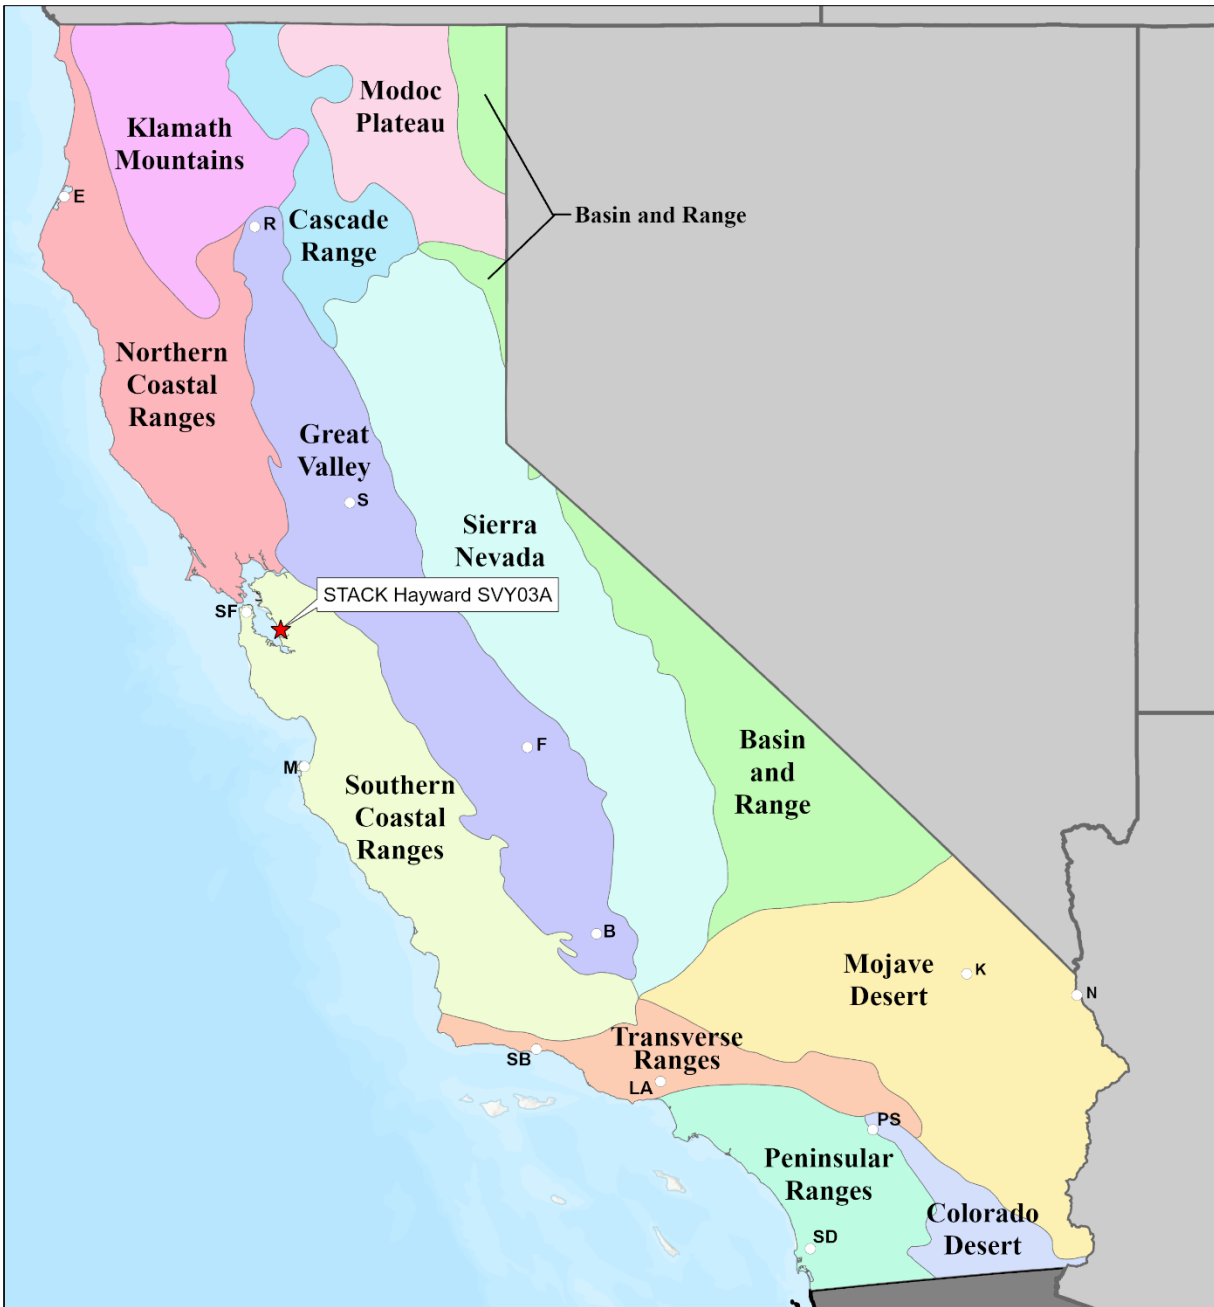 Modoc
Plateau
Klamath
Mountains
E
Basin and Range
R
Cascade
Range
Northern
Coastal
Ranges
Great
Valley
S
Sierra
Nevada
STACK Hayward SVY03A
SF
Basin
and
Range
F
M
Southern
Coastal
Ranges
B
Mojave
Desert
K
N
Transverse
Ranges
SB
LA
PS
Peninsular
Ranges
Colorado
Desert
SD